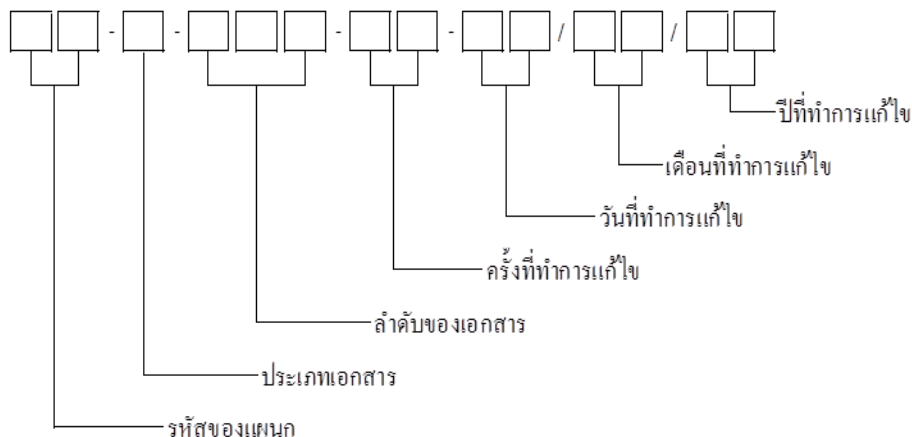 - - - - / /
ปีที่ทำการแก้ไข
เดือนที่ทำการแก้ไข
วันที่ทำการแก้ไข
ครั้งที่ทำการแก้ไข
ลำดับของเอกสาร
ประเภทเอกสาร
รหัสของแผนก